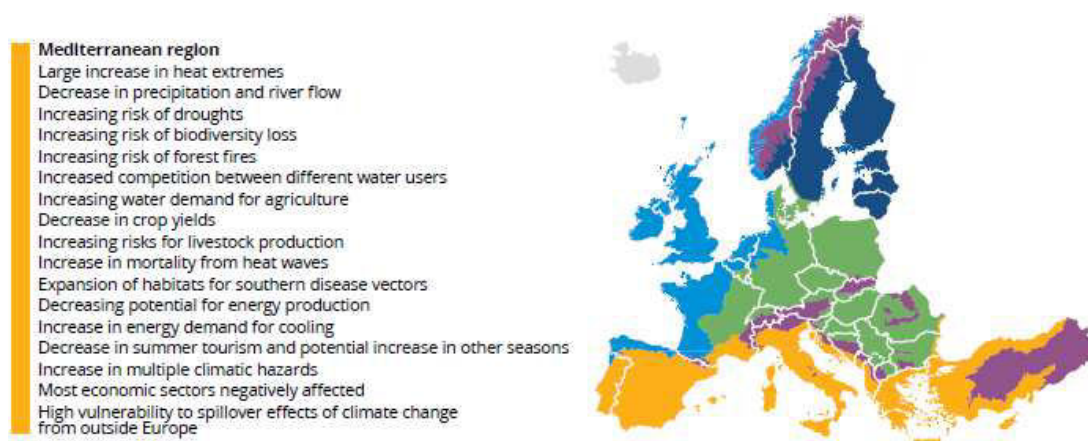 Mediterranean region
Large increase in heat extremes
Decrease in precipitation and river flow
Increasing risk of droughts
Increasing risk of biodiversity loss
Increasing risk of forest fires
Increased competition between different water users
Increasing water demand for agriculture
Decrease in crop yields
Increasing risks for livestock production
Increase in mortality from heat waves
Expansion of habitats for southern disease vectors
Decreasing potential for energy production
Increase in energy demand for cooling
Decrease in summer tourism and potential increase in other seasons
Increase in multiple climatic hazards
Most economic sectors negatively affected
High vulnerability to spillover effects of climate change
from outside Europe